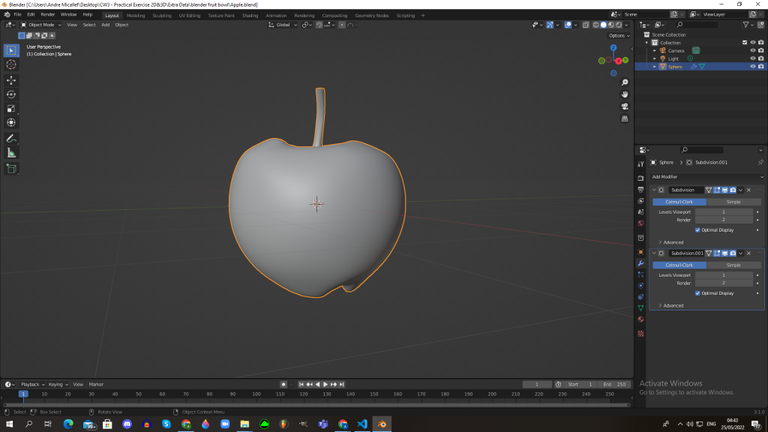 Blender [C:\Users\Andre Micallef\Desktop\CW3 - Practical Exercise 2D&3D\Extra Data\blender fruit bowl\Apple.blend]
File Edit Render Window Help Layout Modeling Sculpting UV Editing Texture Paint Shading Animation Rendering Compositing Geometry Nodes Scripting Scene ViewLayer
Object Mode View Select Add Object Global
Options
User Perspective
(1) Collection | Sphere
Scene Collection
Collection
Camera
Light
Sphere
Sphere Subdivision.001
Add Modifier
Subdivision
Catmull-Clark Simple
Levels Viewport 1
Render 2
Optimal Display
Advanced
Subdivision.001
Catmull-Clark Simple
Levels Viewport 1
Render 2
Optimal Display
Advanced
Activate Windows
Go to Settings to activate Windows.
Playback Keying View Marker 1 Start 1 End 250
1 10 20 30 40 50 60 70 80 90 100 110 120 130 140 150 160 170 180 190 200 210 220 230 240 250
Select Box Select Rotate View Object Context Menu 3.1.0
ENG
04:43
25/05/2022